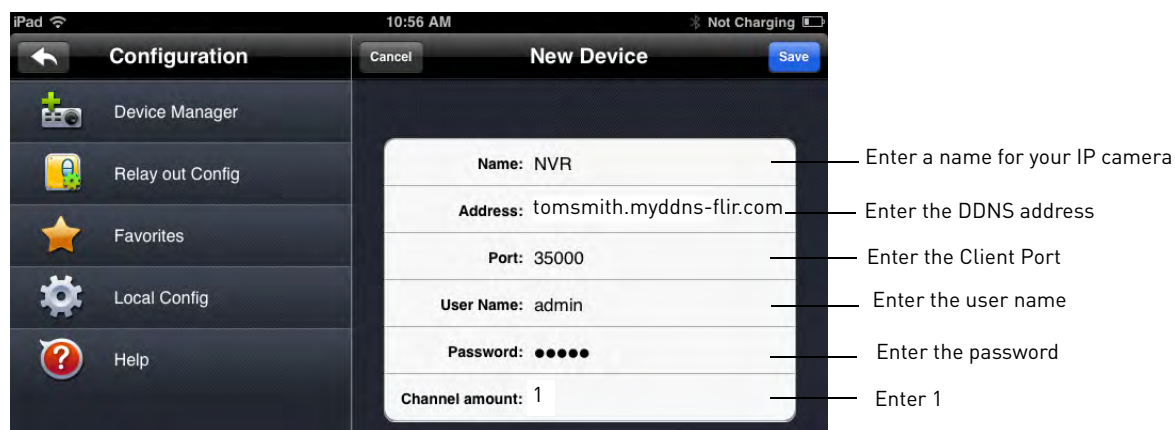 iPad 10:56 AM Not Charging
Configuration
Cancel New Device Save
Device Manager
Relay out Config
Favorites
Local Config
Help
Name: NVR Enter a name for your IP camera
Address: tomsmith.myddns-flir.com Enter the DDNS address
Port: 35000 Enter the Client Port
User Name: admin Enter the user name
Password: ●●●●● Enter the password
Channel amount: 1 Enter 1